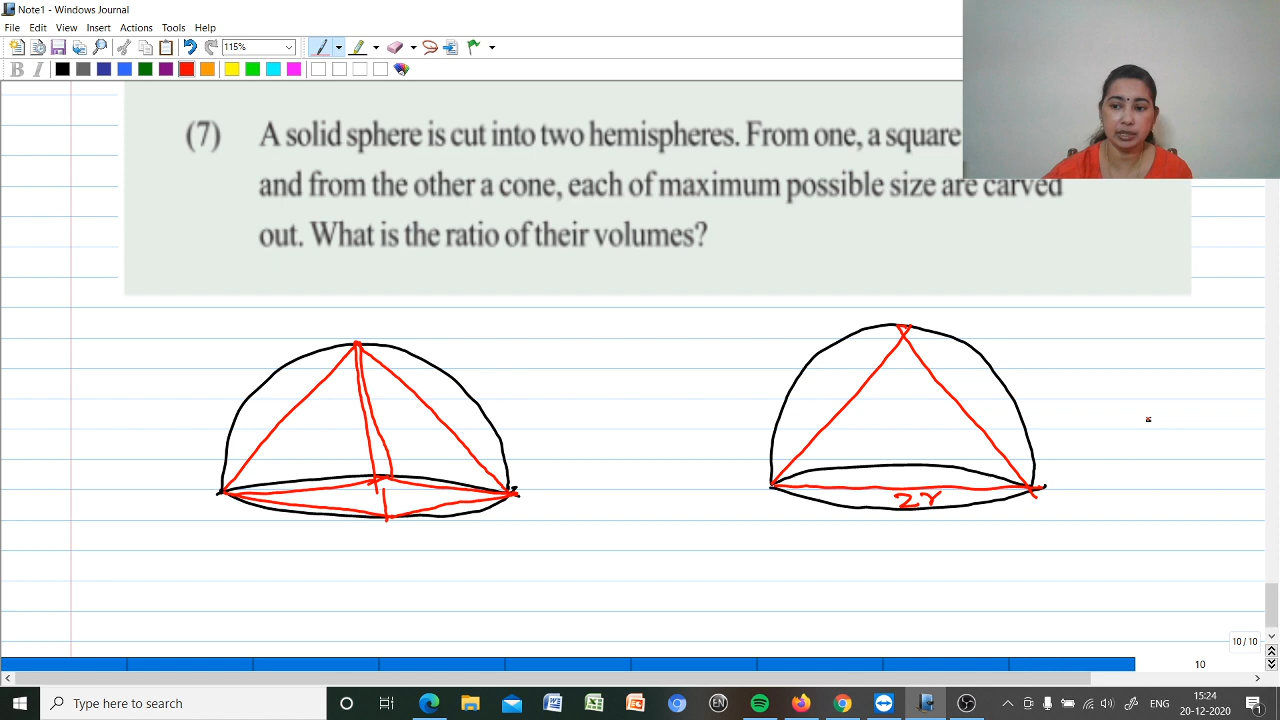 Note1 - Windows Journal
File Edit View Insert Actions Tools Help
115%
B I
(7) A solid sphere is cut into two hemispheres. From one, a square
and from the other a cone, each of maximum possible size are carved
out. What is the ratio of their volumes?
2r
10 / 10
10
Type here to search
EN
ENG
15:24
20-12-2020